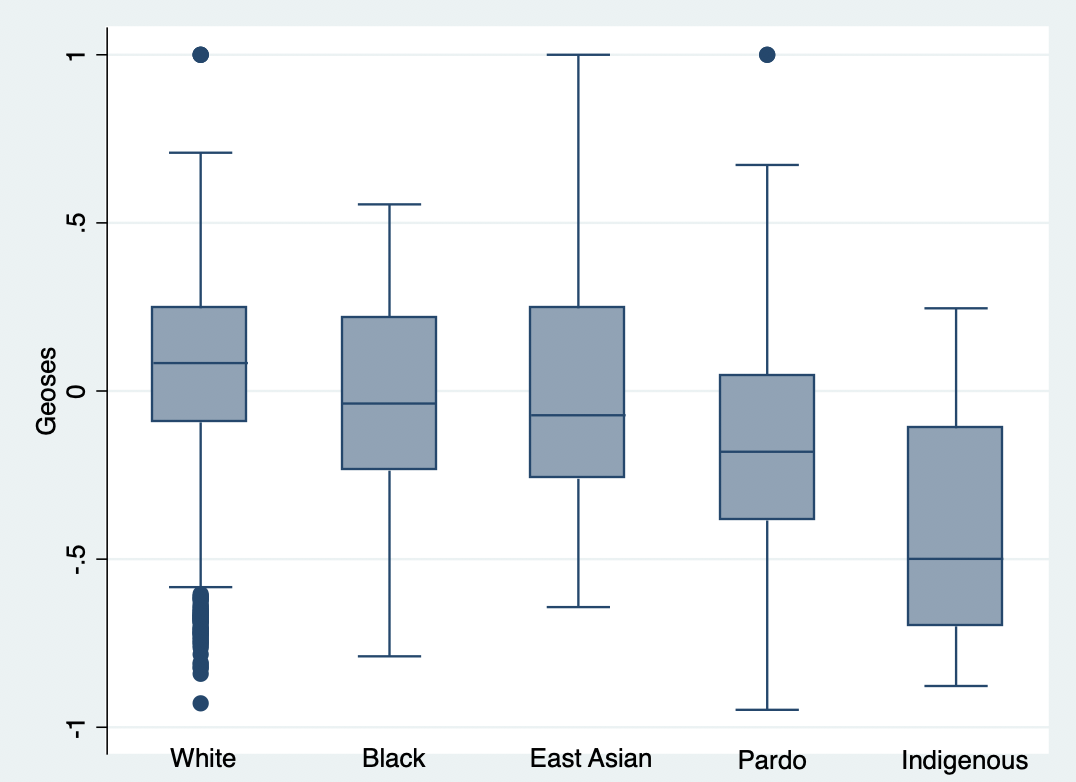 1
.5
0
-.5
-1
Geoses
White
Black
East Asian
Pardo
Indigenous